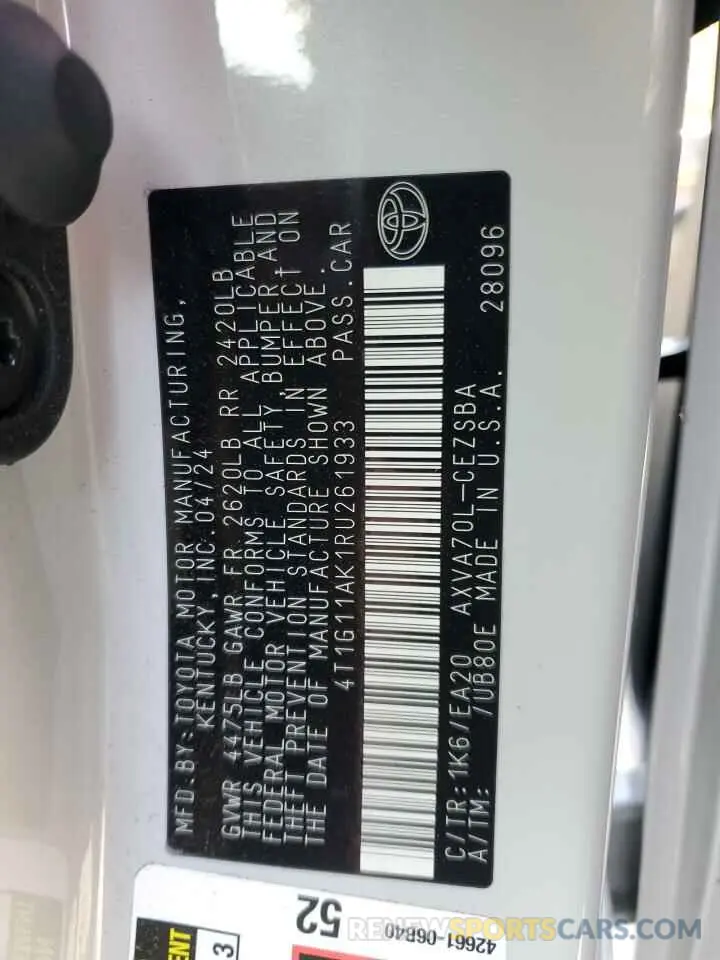 MFD.BY:TOYOTA MOTOR MANUFACTURING,
KENTUCKY,INC.04/24
GVWR 4475LB GAWR FR 2620LB RR 2420LB
THIS VEHICLE CONFORMS TO ALL APPLICABLE
FEDERAL MOTOR VEHICLE SAFETY, BUMPER, AND
THEFT PREVENTION STANDARDS IN EFFECT ON
THE DATE OF MANUFACTURE SHOWN ABOVE.
4T1G11AK1RU261933 PASS.CAR
C/TR:1K6/EA20 AXVA70L-CEZSBA
A/TM: /UB80E MADE IN U.S.A. 28096
52
42661-06B40
3
RENEWSPORTSCARS.COM